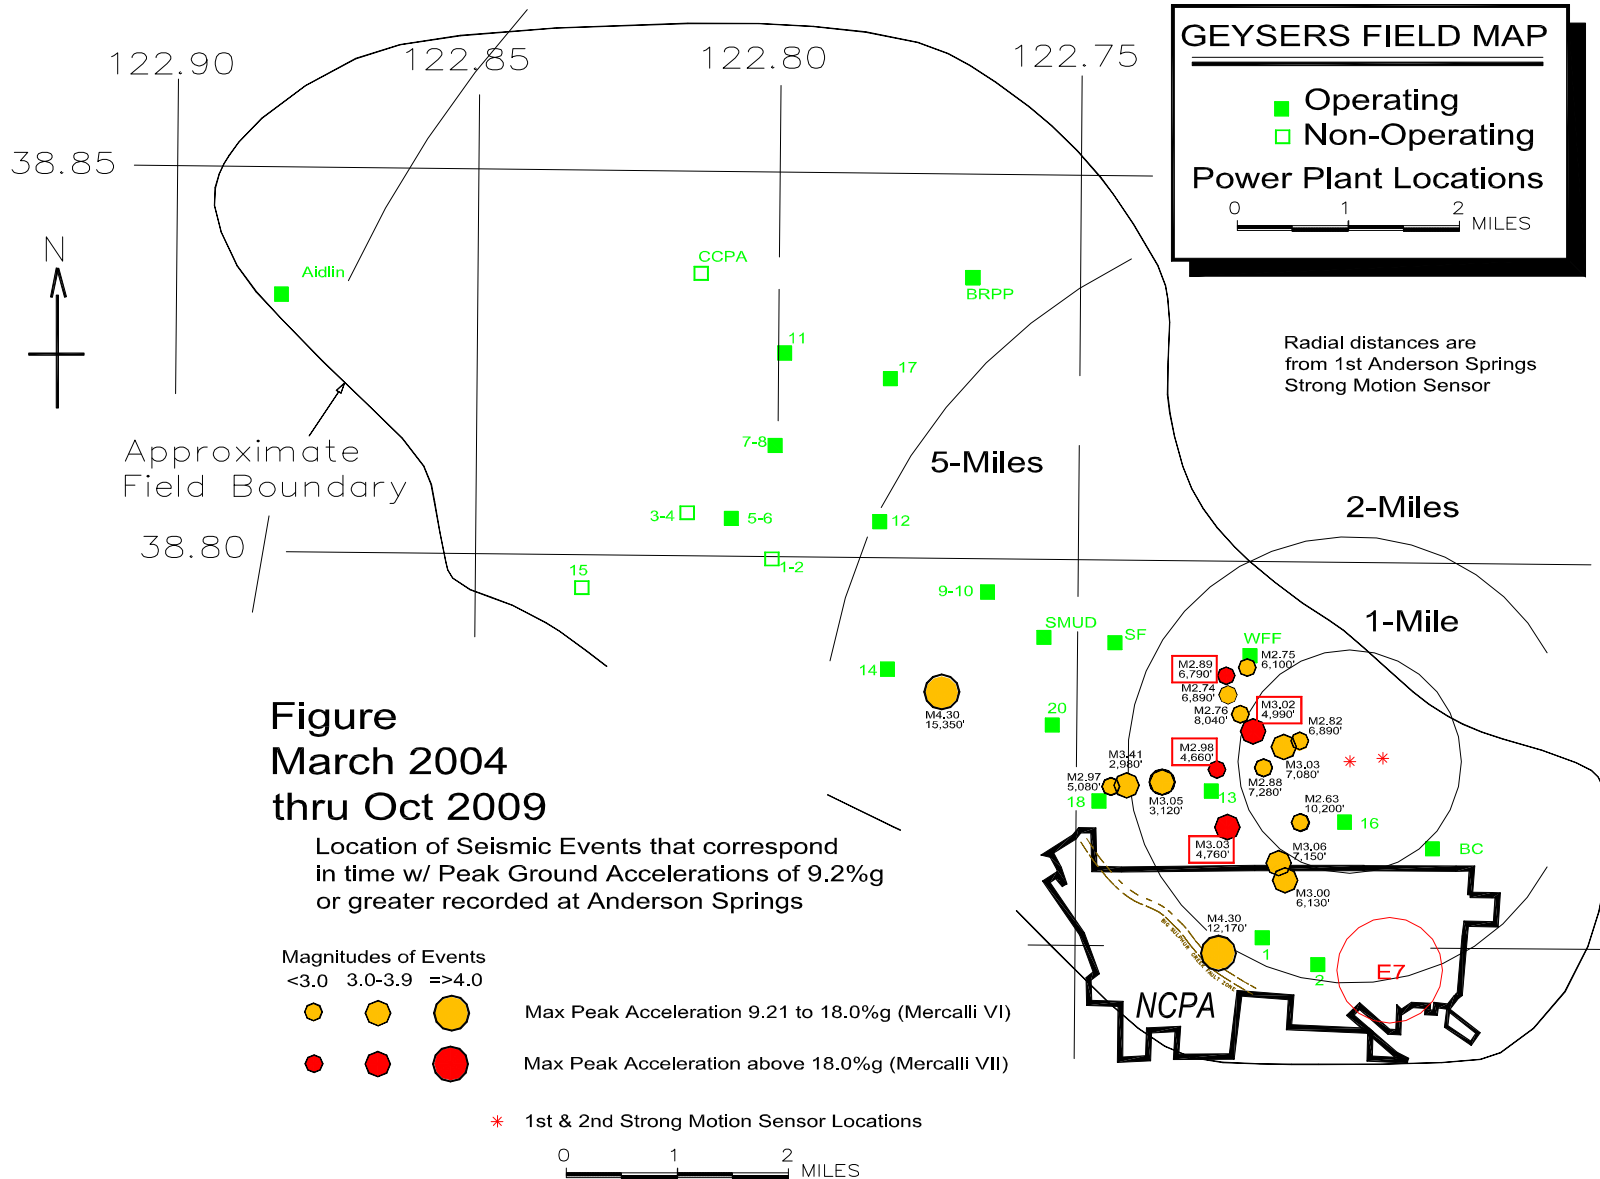 GEYSERS FIELD MAP
Operating
Non-Operating
Power Plant Locations
0 1 2 MILES
122.90
122.85
122.80
122.75
38.85
N
Aidlin
CCPA
BRPP
11
17
Radial distances are
from 1st Anderson Springs
Strong Motion Sensor
Approximate
Field Boundary
7-8
5-Miles
2-Miles
3-4
5-6
12
38.80
1-2
15
9-10
1-Mile
SMUD
SF
WFF
14
M2.75
6,100'
M2.89
6,790'
M2.74
6,890'
M2.76
8,040'
M3.02
4,990'
M2.82
6,890'
M4.30
15,350'
20
M3.41
2,980'
M2.98
4,660'
M3.03
7,080'
M2.97
5,080'
M2.88
7,280'
18
M3.05
3,120'
13
M2.63
10,200'
16
M3.03
4,760'
M3.06
7,150'
BC
M3.00
6,130'
M4.30
12,170'
BIG SULPHUR CREEK FAULT ZONE
1
2
E7
NCPA
Figure
March 2004
thru Oct 2009
Location of Seismic Events that correspond
in time w/ Peak Ground Accelerations of 9.2%g
or greater recorded at Anderson Springs
Magnitudes of Events
<3.0 3.0-3.9 =>4.0
Max Peak Acceleration 9.21 to 18.0%g (Mercalli VI)
Max Peak Acceleration above 18.0%g (Mercalli VII)
1st & 2nd Strong Motion Sensor Locations
0 1 2 MILES